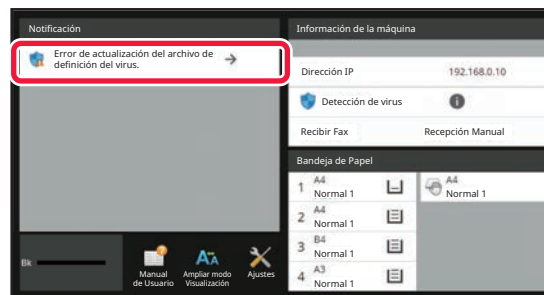 Notificación
Error de actualización del archivo de
definición del virus.
Información de la máquina
Dirección IP 192.168.0.10
Detección de virus
Recibir Fax Recepción Manual
Bandeja de Papel
1 A4
Normal 1
2 A4
Normal 1
3 B4
Normal 1
4 A3
Normal 1
A4
Normal 1
Bk
Manual
de Usuario
Ampliar modo
Visualización
Ajustes